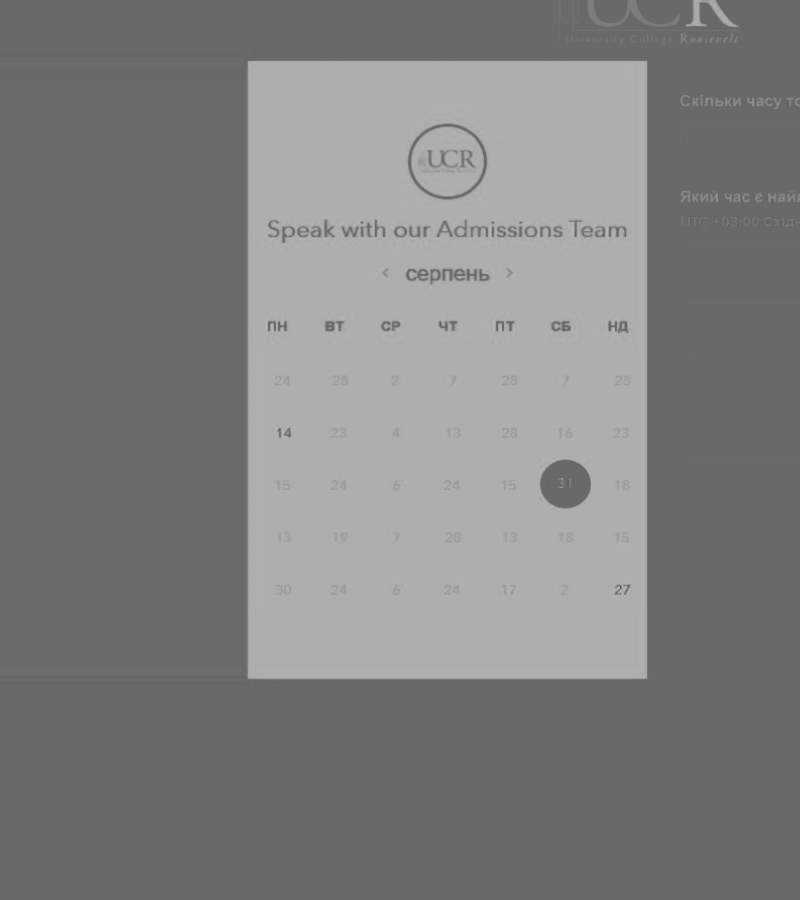 UCR
University College Roosevelt
Скільки часу то
Який час є найл
UTC +03:00 Східн
UCR
Speak with our Admissions Team
< серпень >
ПН ВТ СР ЧТ ПТ СБ НД
24 28 2 7 28 7 28
14 23 4 13 28 16 23
15 24 6 24 15 31 18
13 19 7 28 13 18 15
30 24 6 24 17 2 27